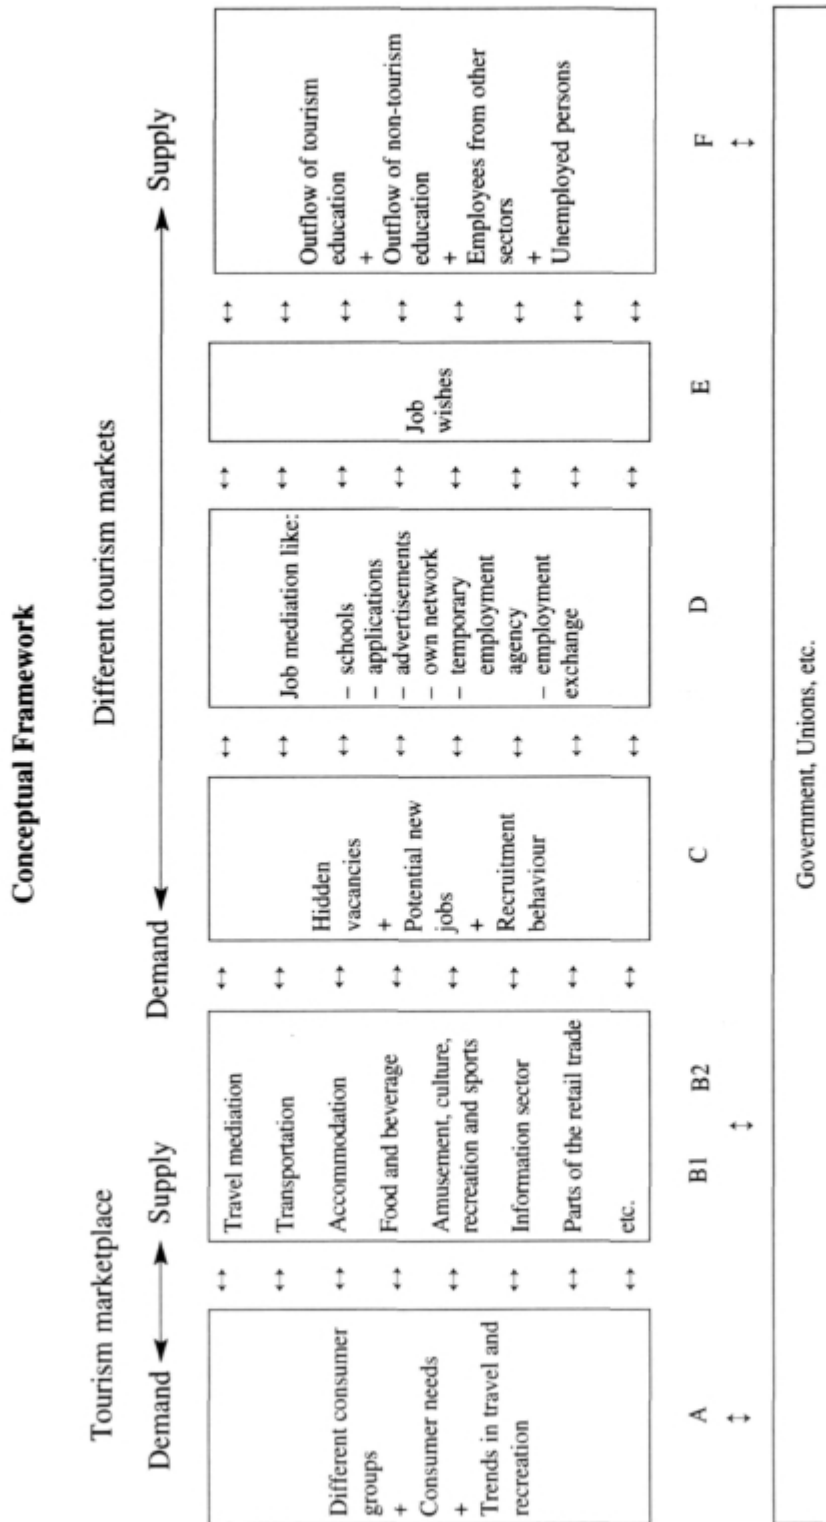 Conceptual Framework
Tourism marketplace
Different tourism markets
Demand ↔ Supply
Demand ↔ Supply
Different consumer
groups
+
Consumer needs
+
Trends in travel and
recreation
↔
↔
↔
↔
↔
↔
↔
↔
Travel mediation
Transportation
Accommodation
Food and beverage
Amusement, culture,
recreation and sports
Information sector
Parts of the retail trade
etc.
↔
↔
↔
↔
↔
↔
↔
↔
Hidden
vacancies
+
Potential new
jobs
+
Recruitment
behaviour
↔
↔
↔
↔
↔
↔
↔
↔
Job mediation like:
– schools
– applications
– advertisements
– own network
– temporary
employment
agency
– employment
exchange
↔
↔
↔
↔
↔
↔
↔
↔
Job
wishes
↔
↔
↔
↔
↔
↔
↔
↔
Outflow of tourism
education
+
Outflow of non-tourism
education
+
Employees from other
sectors
+
Unemployed persons
A B1 B2 C D E F
↕ ↕ ↕
Government, Unions, etc.